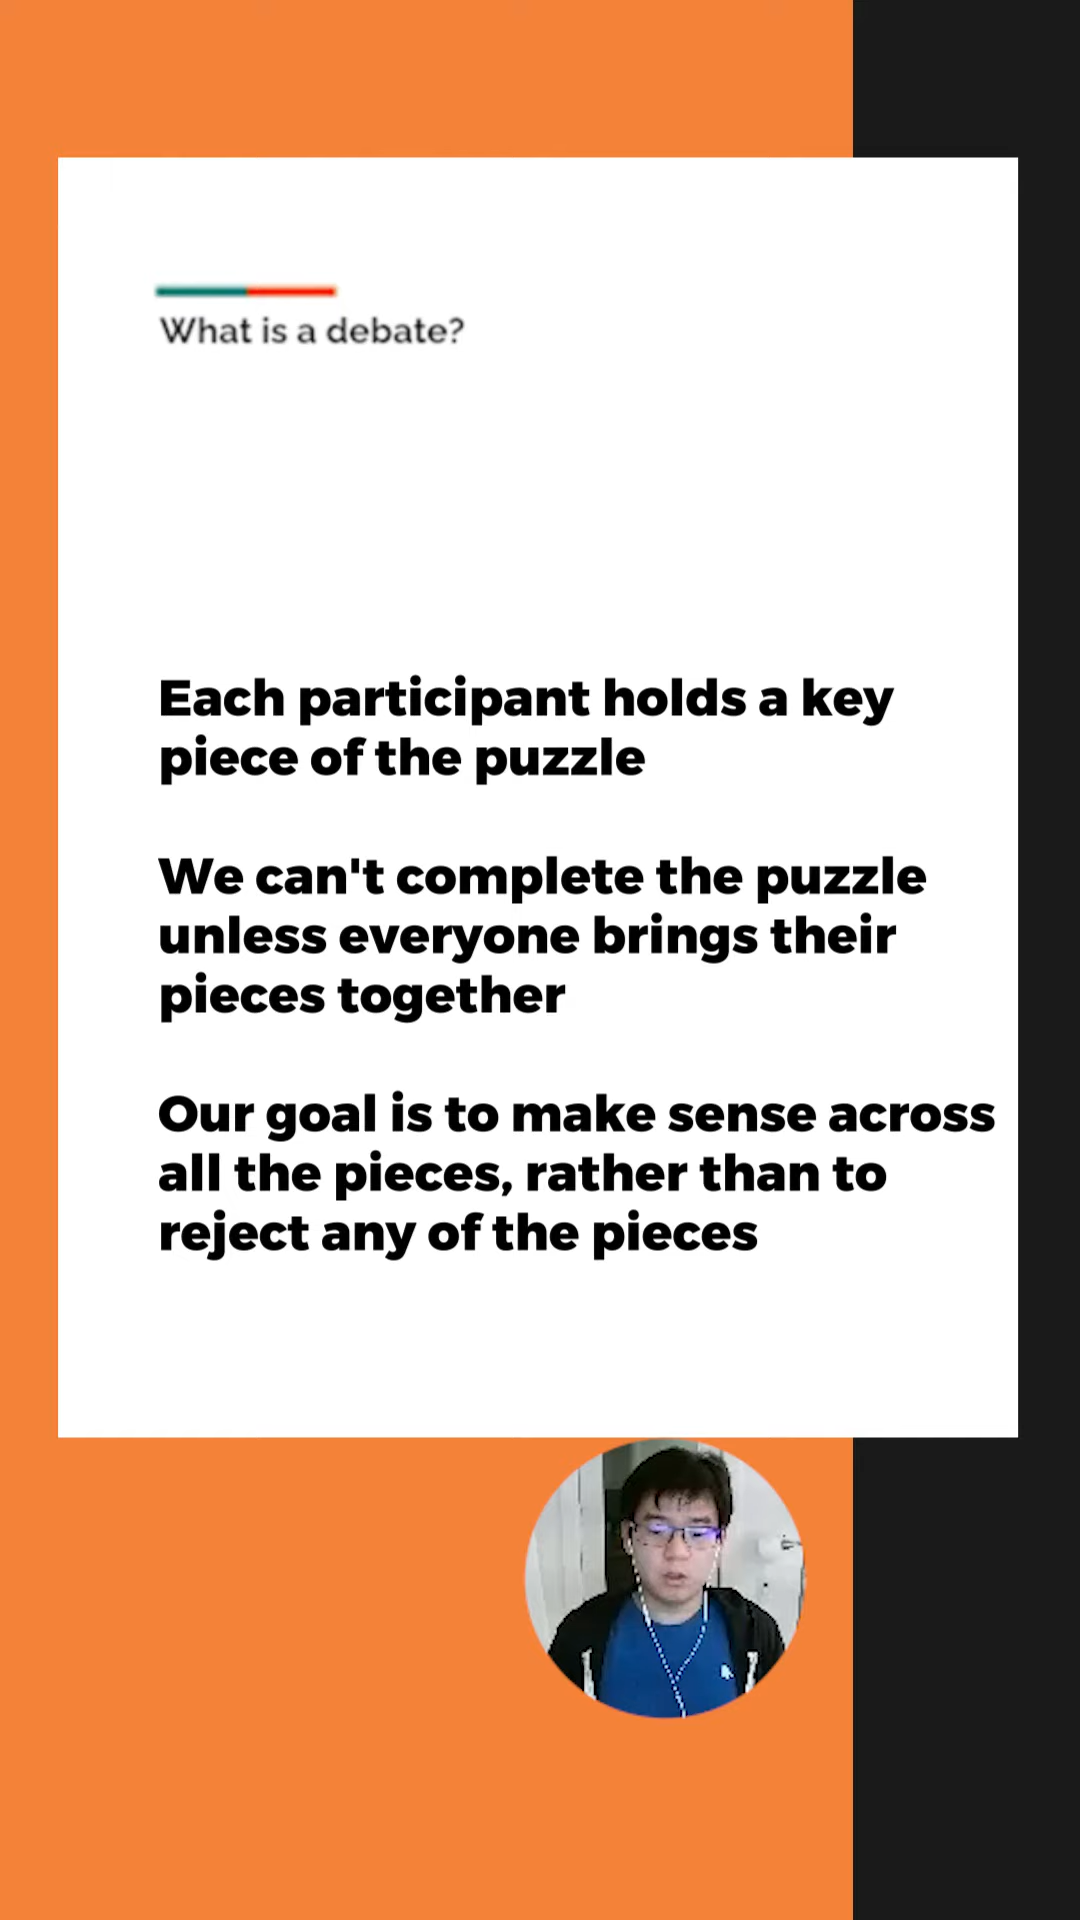 What is a debate?
Each participant holds a key
piece of the puzzle
We can't complete the puzzle
unless everyone brings their
pieces together
Our goal is to make sense across
all the pieces, rather than to
reject any of the pieces